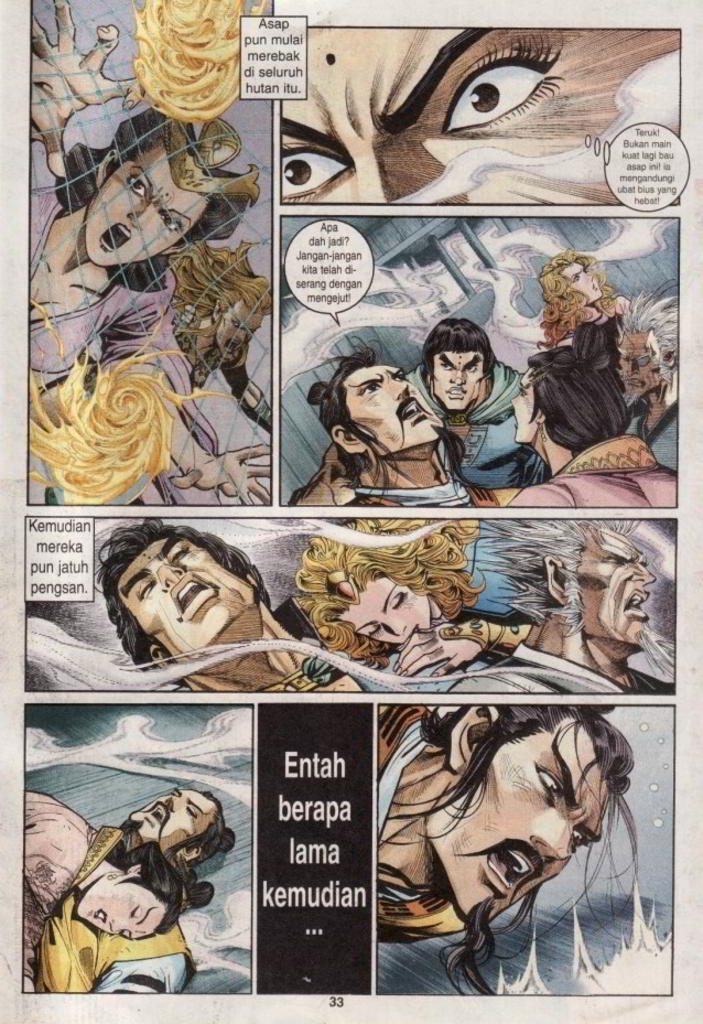 Asap
pun mulai
merebak
di seluruh
hutan itu.
Teruk!
Bukan main
kuat lagi bau
asap ini! ia
mengandungi
ubat bius yang
hebat!
Apa
dah jadi?
Jangan-jangan
kita telah di-
serang dengan
mengejut!
Kemudian
mereka
pun jatuh
pengsan.
Entah
berapa
lama
kemudian
...
33